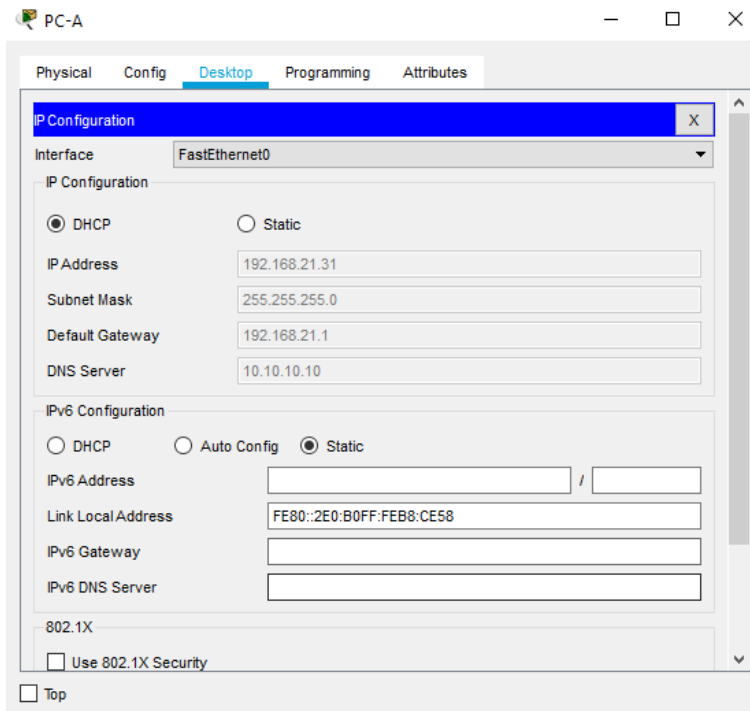 PC-A
Physical Config Desktop Programming Attributes
IP Configuration X
Interface FastEthernet0
IP Configuration
DHCP Static
IP Address 192.168.21.31
Subnet Mask 255.255.255.0
Default Gateway 192.168.21.1
DNS Server 10.10.10.10
IPv6 Configuration
DHCP Auto Config Static
IPv6 Address /
Link Local Address FE80::2E0:B0FF:FEB8:CE58
IPv6 Gateway
IPv6 DNS Server
802.1X
Use 802.1X Security
Top